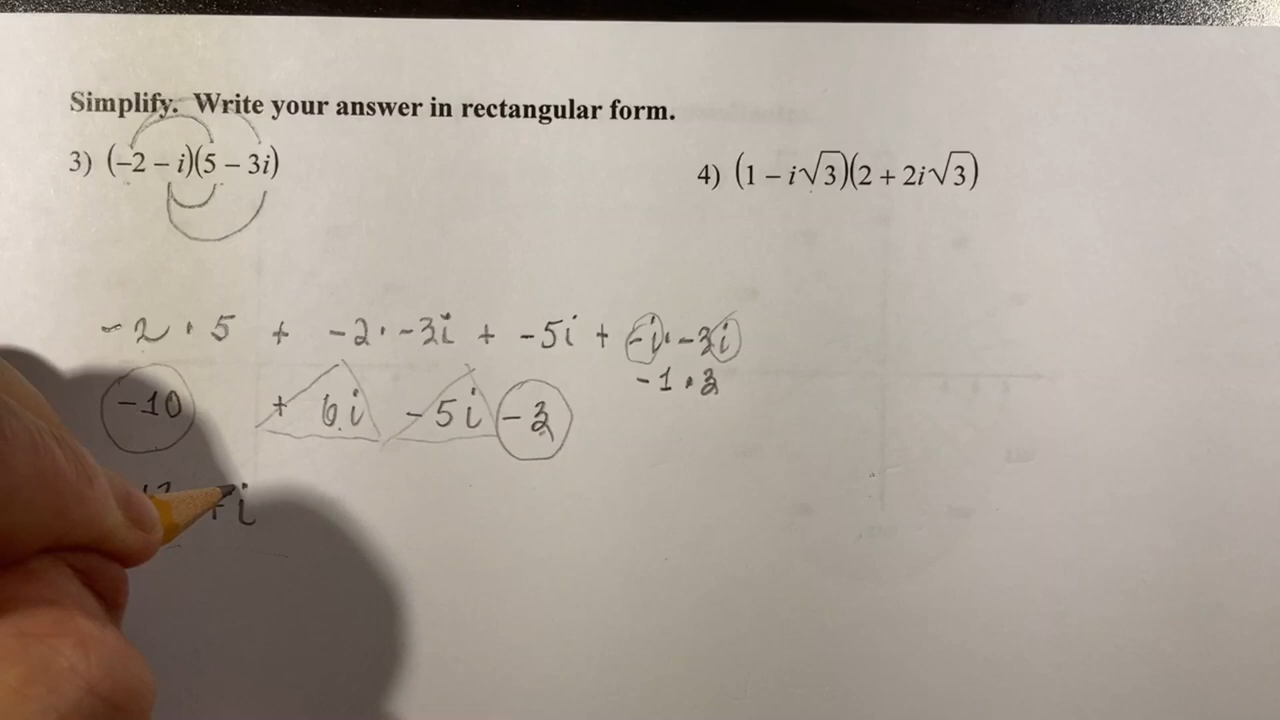 Simplify. Write your answer in rectangular form.
3) (–2 – i)(5 – 3i)
4) (1 – i√3)(2 + 2i√3)
-2 · 5 + -2 · -3i + -5i + -i · -3i
-1 · 3
-10 + 6i - 5i - 3
+i